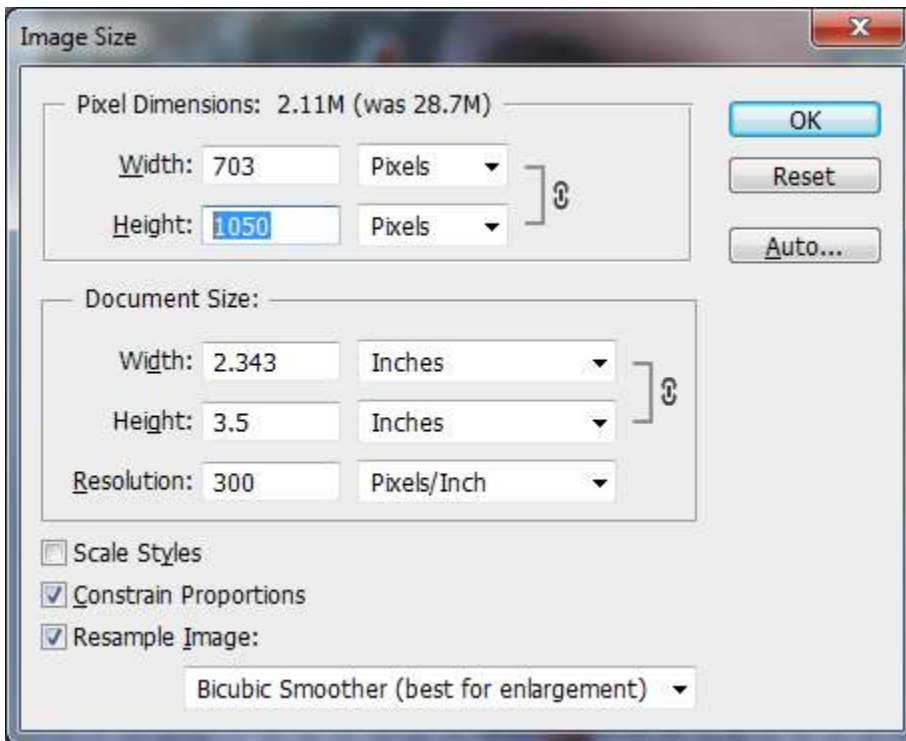 Image Size
Pixel Dimensions: 2.11M (was 28.7M)
Width: 703 Pixels
Height: 1050 Pixels
OK
Reset
Auto...
Document Size:
Width: 2.343 Inches
Height: 3.5 Inches
Resolution: 300 Pixels/Inch
Scale Styles
Constrain Proportions
Resample Image:
Bicubic Smoother (best for enlargement)